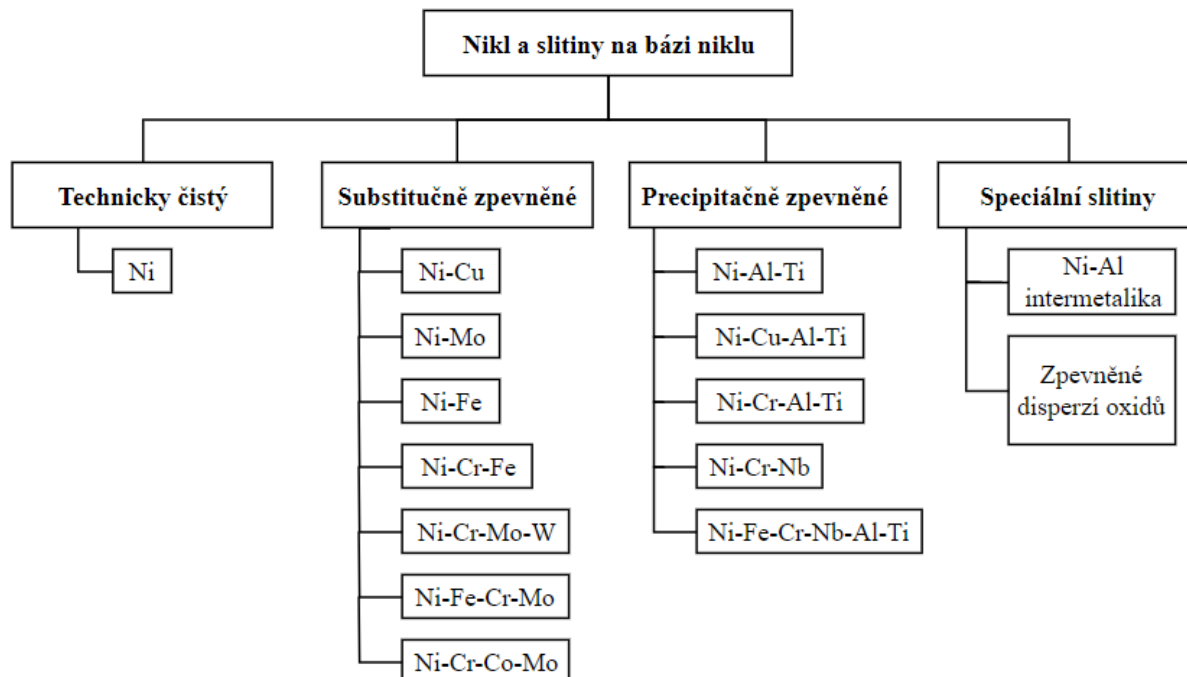 Nikl a slitiny na bázi niklu
Technicky čistý
Ni
Substitučně zpevněné
Ni-Cu
Ni-Mo
Ni-Fe
Ni-Cr-Fe
Ni-Cr-Mo-W
Ni-Fe-Cr-Mo
Ni-Cr-Co-Mo
Precipitačně zpevněné
Ni-Al-Ti
Ni-Cu-Al-Ti
Ni-Cr-Al-Ti
Ni-Cr-Nb
Ni-Fe-Cr-Nb-Al-Ti
Speciální slitiny
Ni-Al
intermetalika
Zpevněné
disperzí oxidů